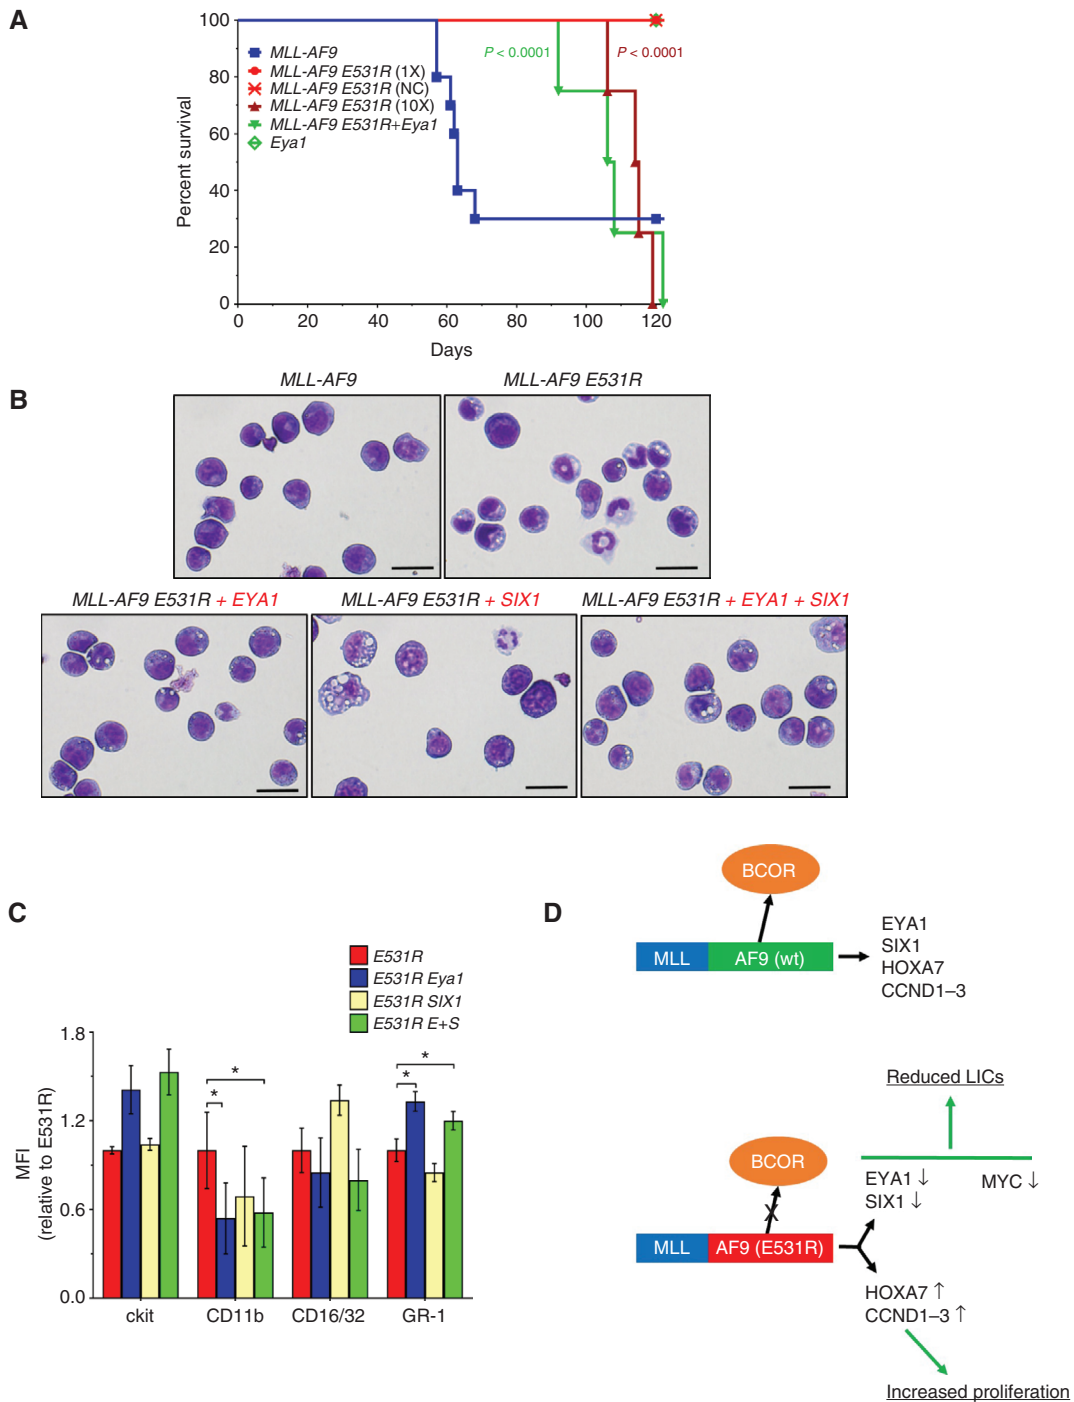 A
100
80
60
40
20
0
Percent survival
MLL-AF9
MLL-AF9 E531R (1X)
MLL-AF9 E531R (NC)
MLL-AF9 E531R (10X)
MLL-AF9 E531R+Eya1
Eya1
P < 0.0001
P < 0.0001
0 20 40 60 80 100 120
Days
B
MLL-AF9
MLL-AF9 E531R
MLL-AF9 E531R + EYA1
MLL-AF9 E531R + SIX1
MLL-AF9 E531R + EYA1 + SIX1
C
E531R
E531R Eya1
E531R SIX1
E531R E+S
MFI
(relative to E531R)
1.8
1.2
0.6
0.0
*
*
*
*
ckit CD11b CD16/32 GR-1
D
BCOR
MLL AF9 (wt)
EYA1
SIX1
HOXA7
CCND1–3
Reduced LICs
BCOR
X
EYA1 ↓
SIX1 ↓
MYC ↓
MLL AF9 (E531R)
HOXA7 ↑
CCND1–3 ↑
Increased proliferation